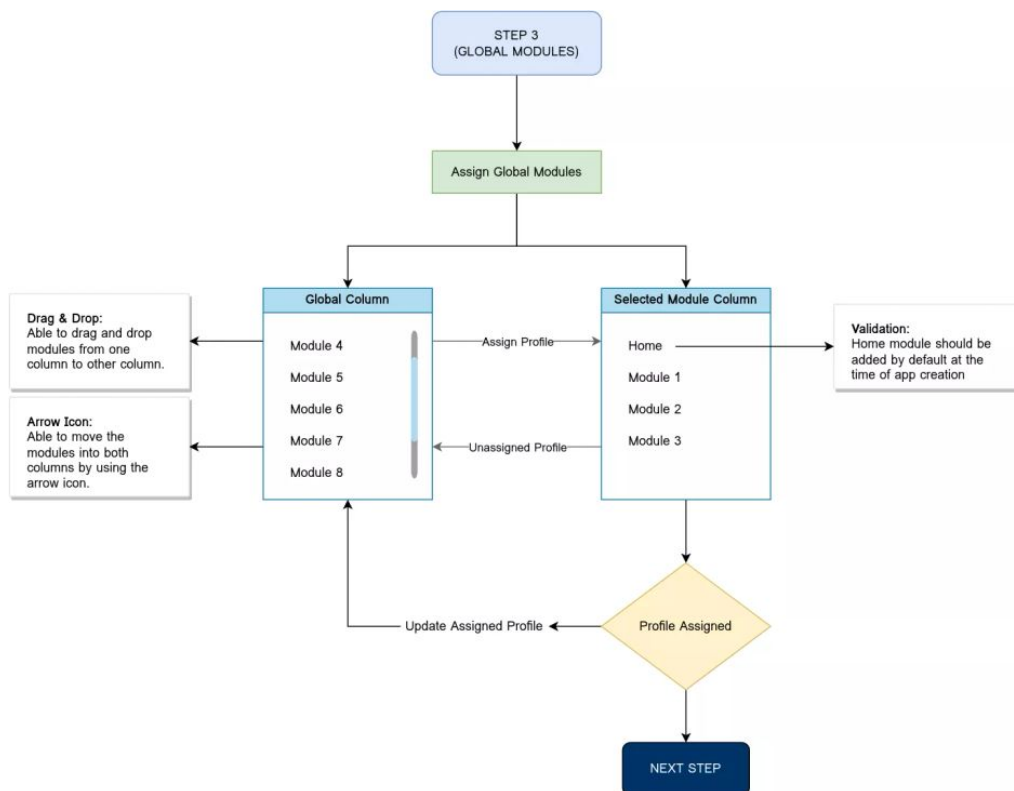 STEP 3
(GLOBAL MODULES)
Assign Global Modules
Global Column
Module 4
Module 5
Module 6
Module 7
Module 8
Drag & Drop:
Able to drag and drop
modules from one
column to other column.
Arrow Icon:
Able to move the
modules into both
columns by using the
arrow icon.
Assign Profile
Unassigned Profile
Selected Module Column
Home
Module 1
Module 2
Module 3
Validation:
Home module should be
added by default at the
time of app creation
Profile Assigned
Update Assigned Profile
NEXT STEP